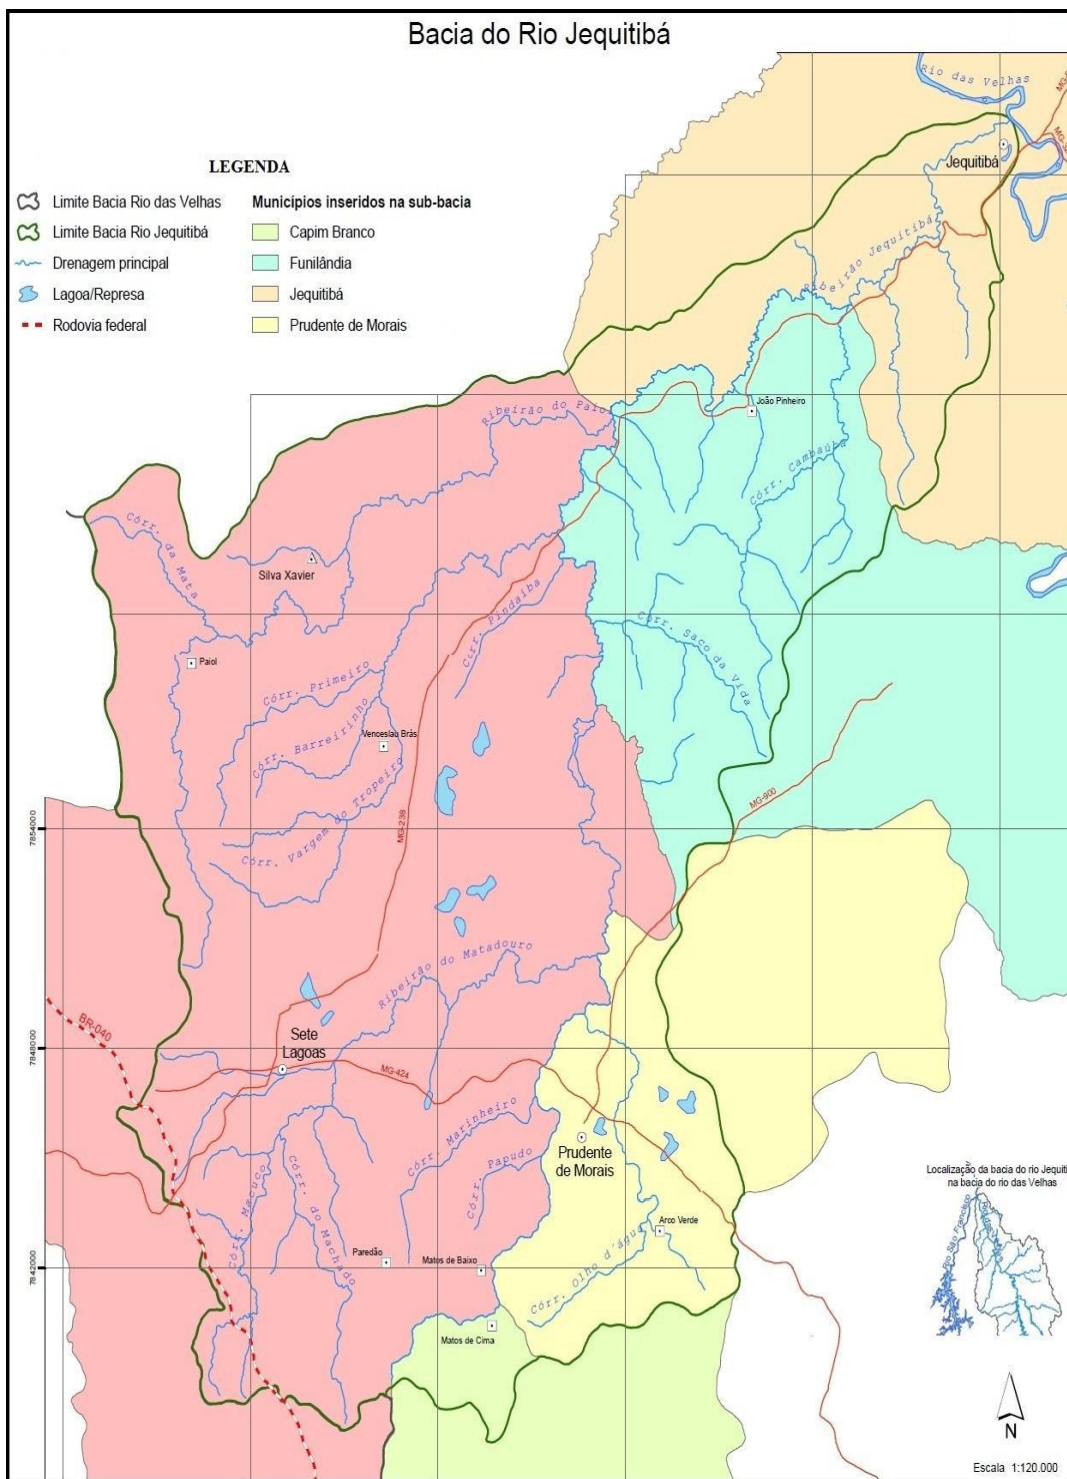 Bacia do Rio Jequitibá
Rio das Velhas
Jequitibá
LEGENDA
Limite Bacia Rio das Velhas
Limite Bacia Rio Jequitibá
Drenagem principal
Lagoa/Represa
Rodovia federal
Municipios inseridos na sub-bacia
Capim Branco
Funilândia
Jequitibá
Prudente de Morais
Ribeirão Jequitibá
João Pinheiro
Ribeirão do Paiol
Córr. Cambaúba
Córr. da Mata
Silva Xavier
Córr. Pindaíba
Córr. Saco da Vida
Paiol
Córr. Primeiro
Córr. Barreirinho
Venceslau Brás
Córr. Vargem do Tropeiro
MG-238
MG-900
7854000
Ribeirão do Matadouro
BR-040
Sete
Lagoas
7848000
MG-424
Córr. Marinheiro
Córr. Papudo
Prudente
de Morais
Córr. Macuco
Córr. do Machado
Arco Verde
Paredão
Matos de Baixo
7842000
Córr. Olho d'água
Matos de Cima
Localização da bacia do rio Jequiti
na bacia do rio das Velhas
Rio São Francisco
N
Escala 1:120.000